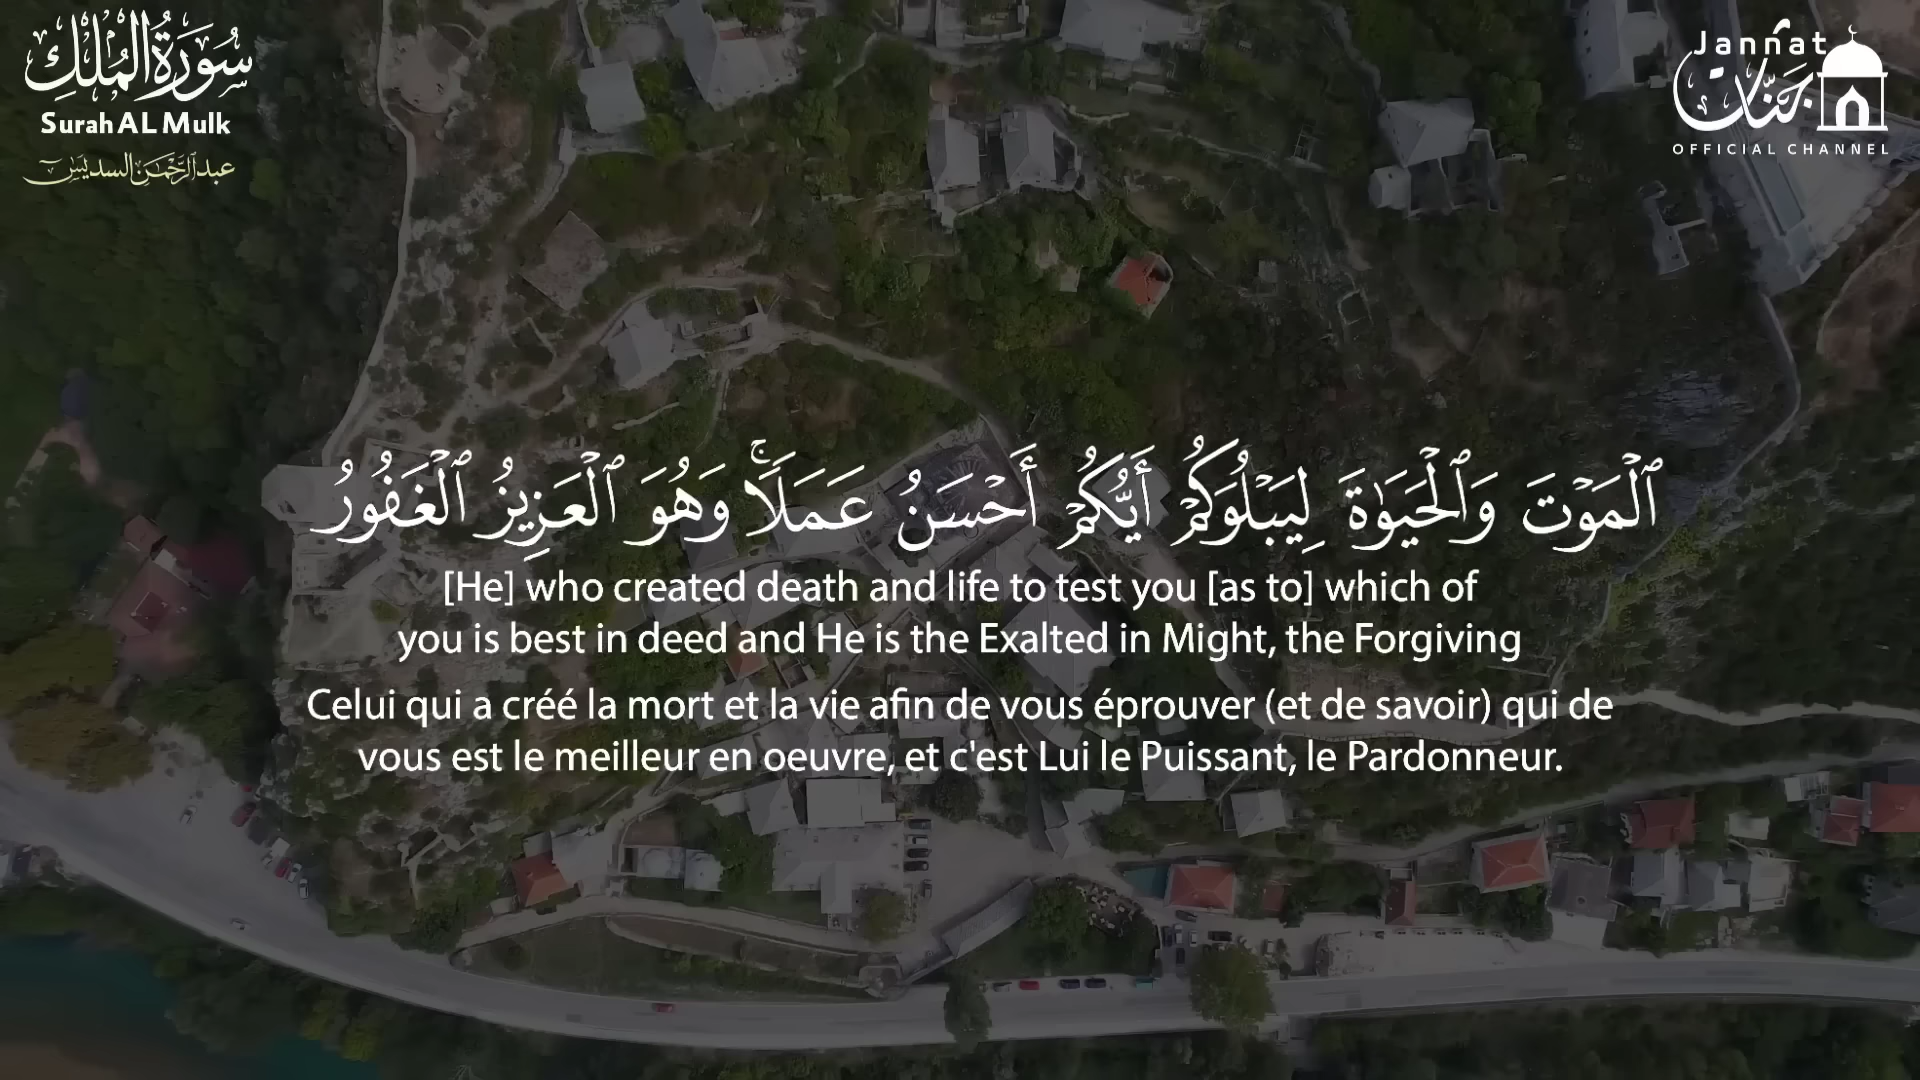 سُورَةُ المُلْكِ
Surah AL Mulk
عبدالرحمن السديس
Jannat
جَنَّات
OFFICIAL CHANNEL
ٱلْمَوْتَ وَٱلْحَيَوٰةَ لِيَبْلُوَكُمْ أَيُّكُمْ أَحْسَنُ عَمَلًا ۚ وَهُوَ ٱلْعَزِيزُ ٱلْغَفُورُ
[He] who created death and life to test you [as to] which of
you is best in deed and He is the Exalted in Might, the Forgiving
Celui qui a créé la mort et la vie afin de vous éprouver (et de savoir) qui de
vous est le meilleur en oeuvre, et c'est Lui le Puissant, le Pardonneur.